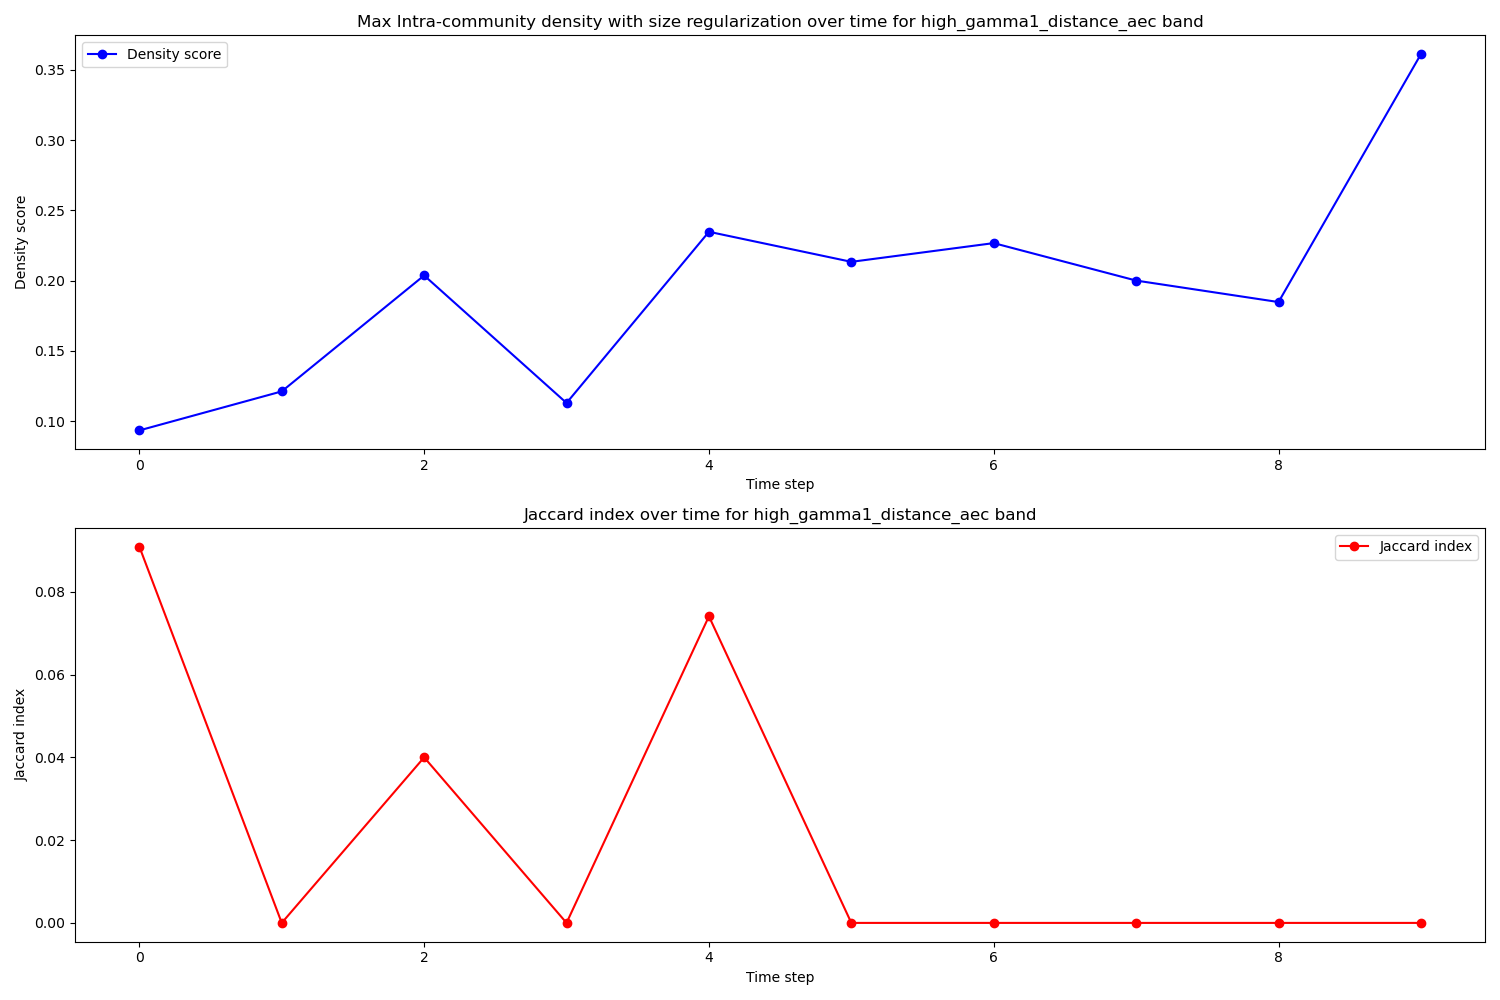 Max Intra-community density with size regularization over time for high_gamma1_distance_aec band
Density score
0.35
0.30
0.25
0.20
0.15
0.10
Density score
0 2 4 6 8
Time step
Jaccard index over time for high_gamma1_distance_aec band
Jaccard index
0.08
0.06
0.04
0.02
0.00
Jaccard index
0 2 4 6 8
Time step